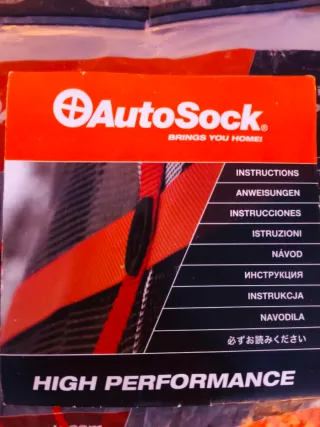 AutoSock®
BRINGS YOU HOME!
INSTRUCTIONS
ANWEISUNGEN
INSTRUCCIONES
ISTRUZIONI
NÁVOD
ИНСТРУКЦИЯ
INSTRUKCJA
NAVODILA
必ずお読みください
HIGH PERFORMANCE